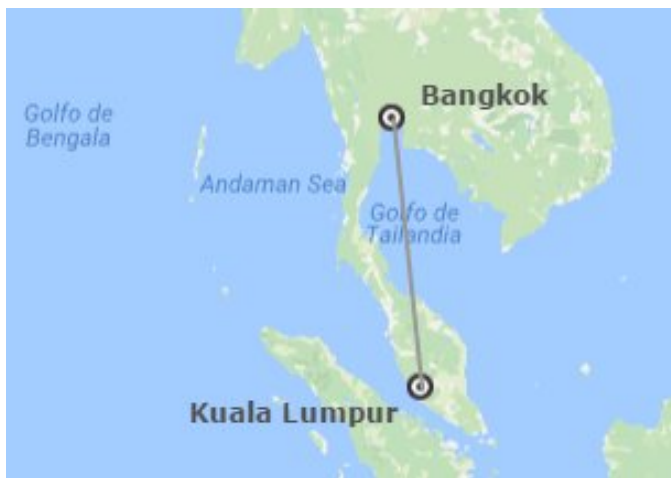 Bangkok
Golfo de
Bengala
Andaman Sea
Golfo de
Tailandia
Kuala Lumpur